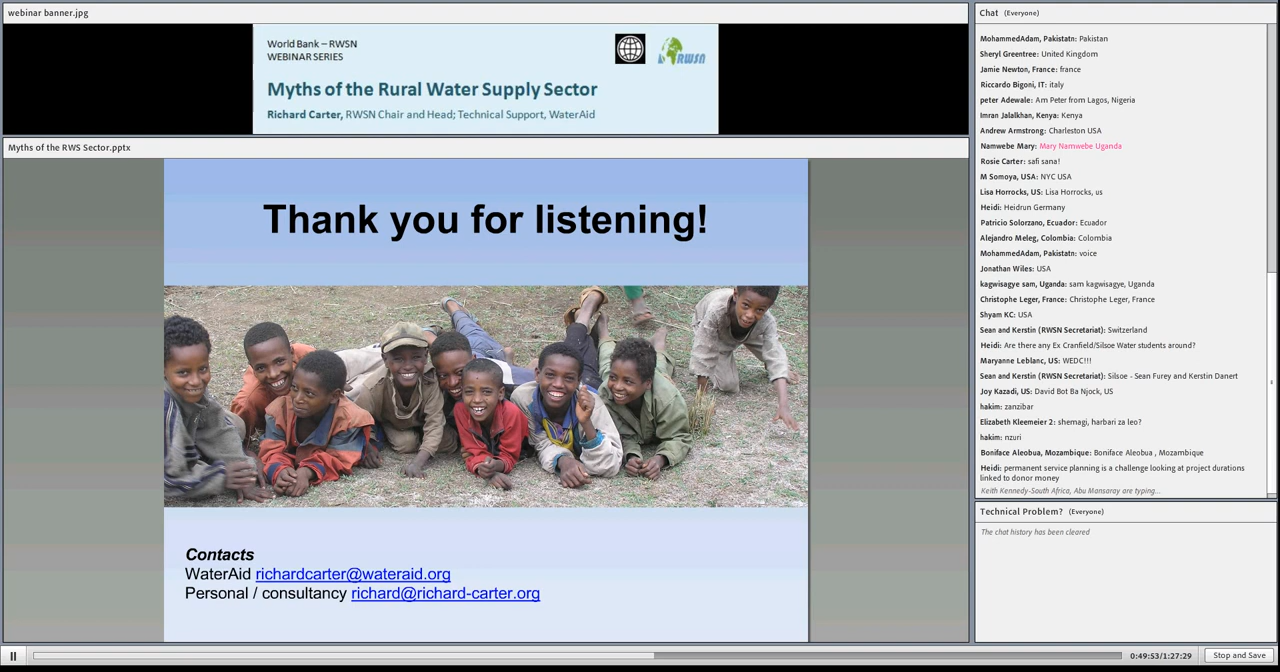 webinar banner.jpg
World Bank – RWSN
WEBINAR SERIES
RWSN
Myths of the Rural Water Supply Sector
Richard Carter, RWSN Chair and Head; Technical Support, WaterAid
Myths of the RWS Sector.pptx
Thank you for listening!
Contacts
WaterAid richardcarter@wateraid.org
Personal / consultancy richard@richard-carter.org
Chat (Everyone)
MohammedAdam, Pakistatn: Pakistan
Sheryl Greentree: United Kingdom
Jamie Newton, France: france
Riccardo Bigoni, IT: italy
peter Adewale: Am Peter from Lagos, Nigeria
Imran Jalalkhan, Kenya: Kenya
Andrew Armstrong: Charleston USA
Namwebe Mary: Mary Namwebe Uganda
Rosie Carter: safi sana!
M Somoya, USA: NYC USA
Lisa Horrocks, US: Lisa Horrocks, us
Heidi: Heidrun Germany
Patricio Solorzano, Ecuador: Ecuador
Alejandro Meleg, Colombia: Colombia
MohammedAdam, Pakistatn: voice
Jonathan Wiles: USA
kagwisagye sam, Uganda: sam kagwisagye, Uganda
Christophe Leger, France: Christophe Leger, France
Shyam KC: USA
Sean and Kerstin (RWSN Secretariat): Switzerland
Heidi: Are there any Ex Cranfield/Silsoe Water students around?
Maryanne Leblanc, US: WEDC!!!
Sean and Kerstin (RWSN Secretariat): Silsoe - Sean Furey and Kerstin Danert
Joy Kazadi, US: David Bot Ba Njock, US
hakim: zanzibar
Elizabeth Kleemeier 2: shemagi, harbari za leo?
hakim: nzuri
Boniface Aleobua, Mozambique: Boniface Aleobua , Mozambique
Heidi: permanent service planning is a challenge looking at project durations
linked to donor money
Keith Kennedy-South Africa, Abu Mansaray are typing...
Technical Problem? (Everyone)
The chat history has been cleared
0:49:53/1:27:29
Stop and Save